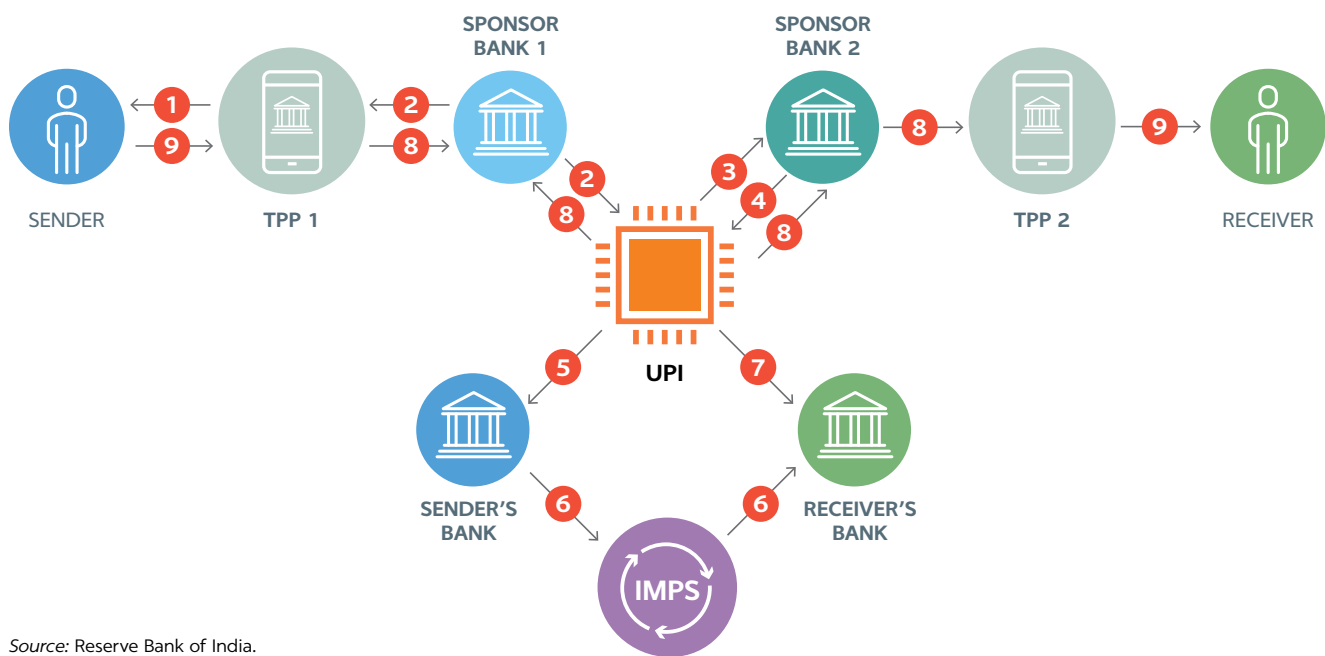 SPONSOR
BANK 1
SPONSOR
BANK 2
1
2
8
9
9
8
2
3
4
8
8
SENDER
TPP 1
TPP 2
RECEIVER
UPI
5
7
SENDER'S
BANK
6
6
RECEIVER'S
BANK
IMPS
Source: Reserve Bank of India.